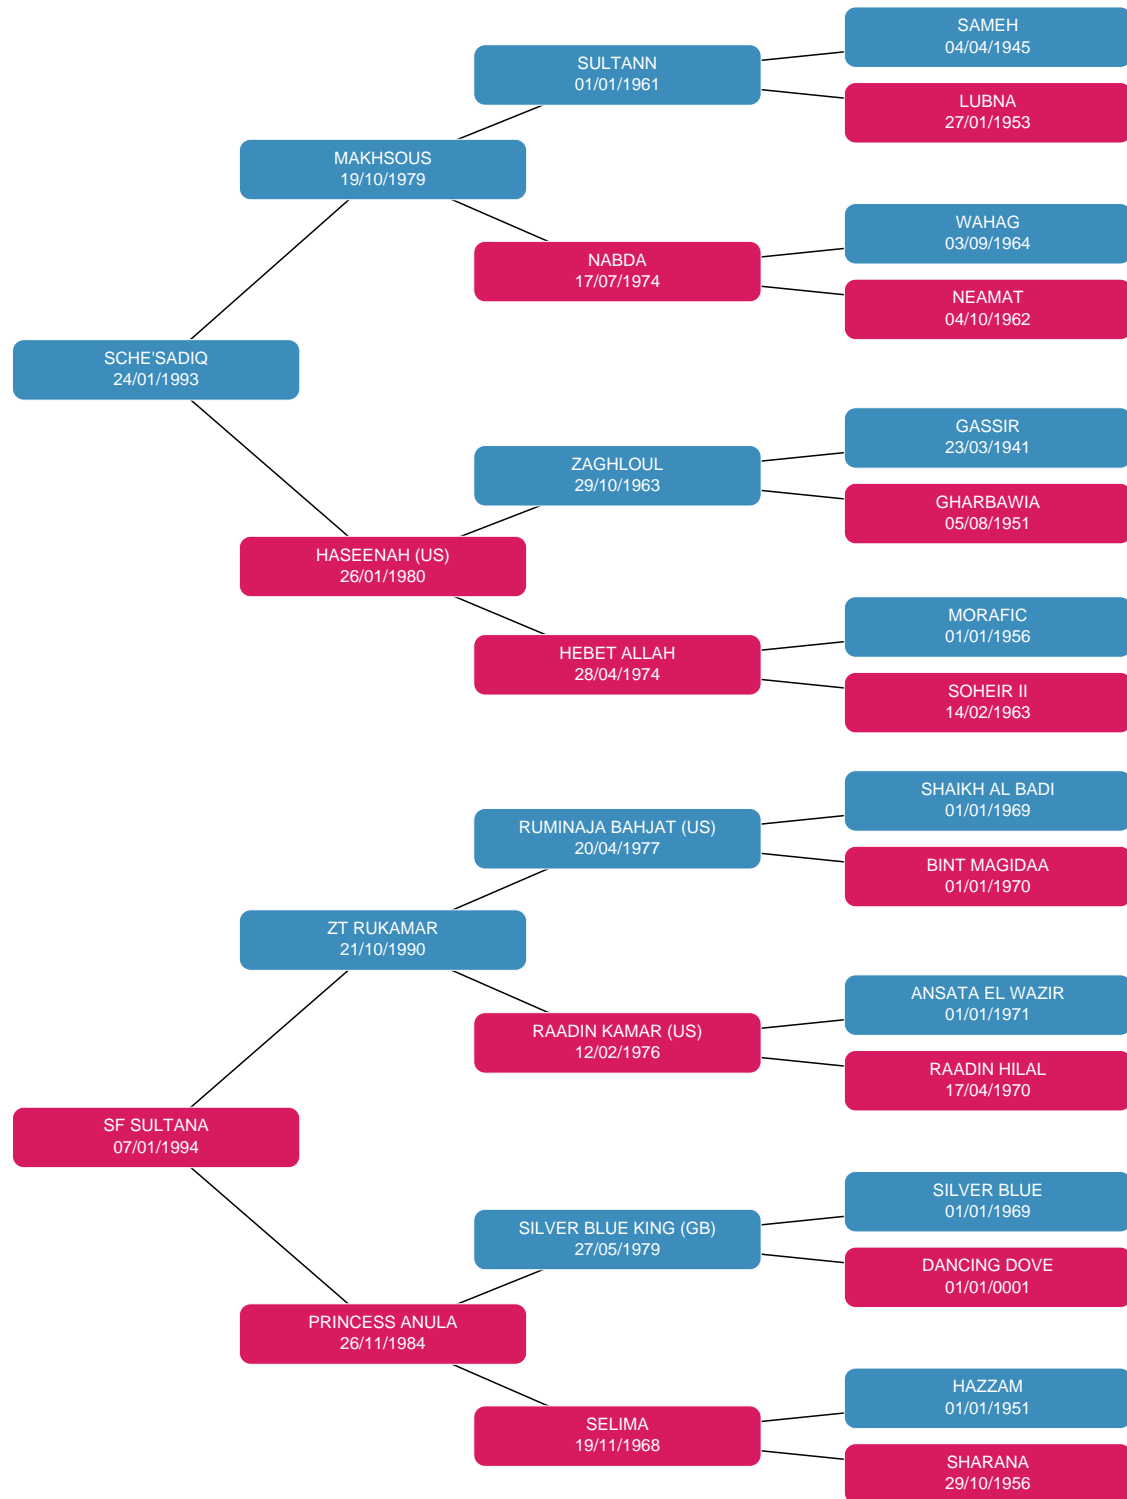 SAMEH
04/04/1945
SULTANN
01/01/1961
LUBNA
27/01/1953
MAKHSOUS
19/10/1979
WAHAG
03/09/1964
NABDA
17/07/1974
NEAMAT
04/10/1962
SCHE'SADIQ
24/01/1993
GASSIR
23/03/1941
ZAGHLOUL
29/10/1963
GHARBAWIA
05/08/1951
HASEENAH (US)
26/01/1980
MORAFIC
01/01/1956
HEBET ALLAH
28/04/1974
SOHEIR II
14/02/1963
SHAIKH AL BADI
01/01/1969
RUMINAJA BAHJAT (US)
20/04/1977
BINT MAGIDAA
01/01/1970
ZT RUKAMAR
21/10/1990
ANSATA EL WAZIR
01/01/1971
RAADIN KAMAR (US)
12/02/1976
RAADIN HILAL
17/04/1970
SF SULTANA
07/01/1994
SILVER BLUE
01/01/1969
SILVER BLUE KING (GB)
27/05/1979
DANCING DOVE
01/01/0001
PRINCESS ANULA
26/11/1984
HAZZAM
01/01/1951
SELIMA
19/11/1968
SHARANA
29/10/1956